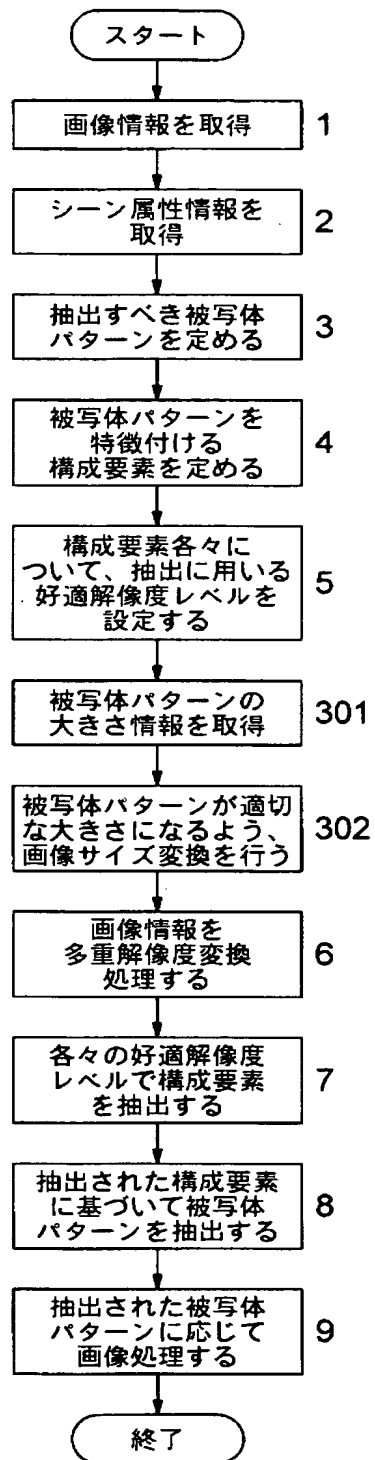 スタート
画像情報を取得
1
シーン属性情報を
取得
2
抽出すべき被写体
パターンを定める
3
被写体パターンを
特徴付ける
構成要素を定める
4
構成要素各々に
ついて、抽出に用いる
好適解像度レベルを
設定する
5
被写体パターンの
大きさ情報を取得
301
被写体パターンが適切
な大きさになるよう、
画像サイズ変換を行う
302
画像情報を
多重解像度変換
処理する
6
各々の好適解像度
レベルで構成要素
を抽出する
7
抽出された構成要素
に基づいて被写体
パターンを抽出する
8
抽出された被写体
パターンに応じて
画像処理する
9
終了